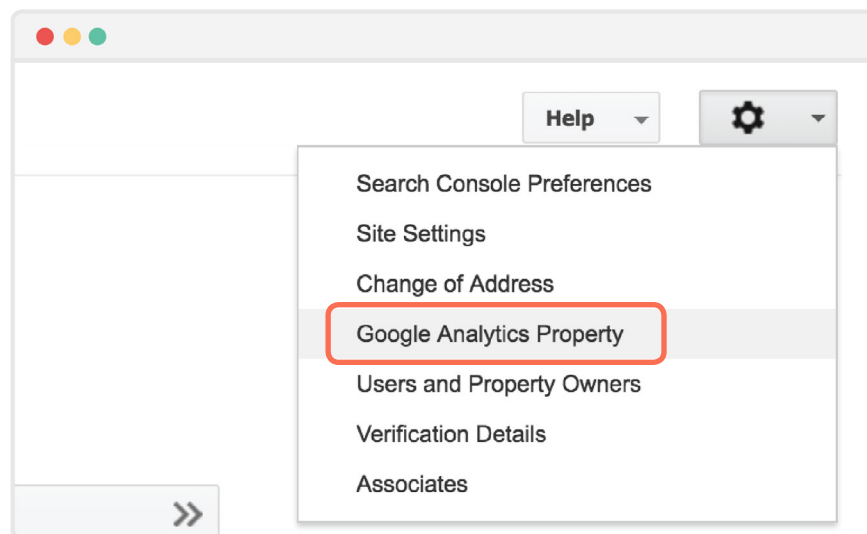 Help
Search Console Preferences
Site Settings
Change of Address
Google Analytics Property
Users and Property Owners
Verification Details
Associates